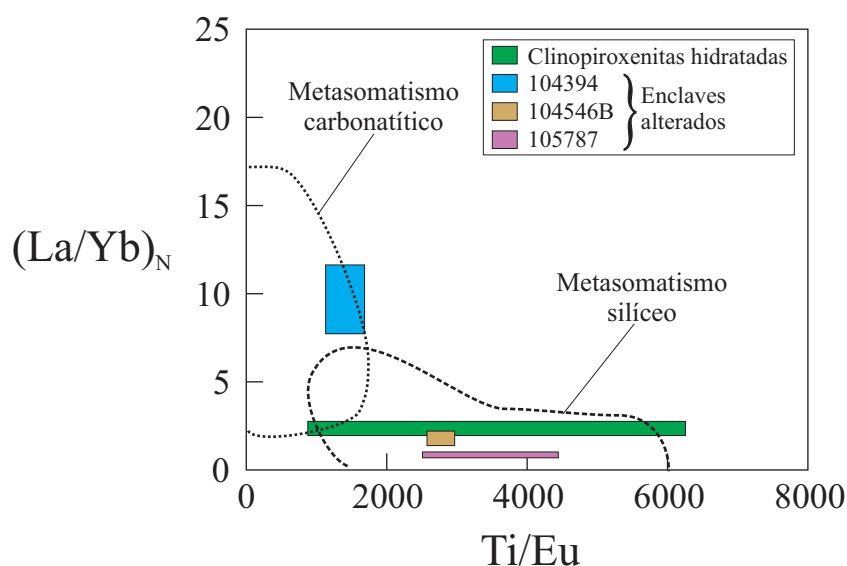 25
20
15
10
5
0
(La/Yb)N
Metasomatismo
carbonatítico
Clinopiroxenitas hidratadas
104394
104546B
105787
Enclaves
alterados
Metasomatismo
silíceo
0
2000
4000
6000
8000
Ti/Eu